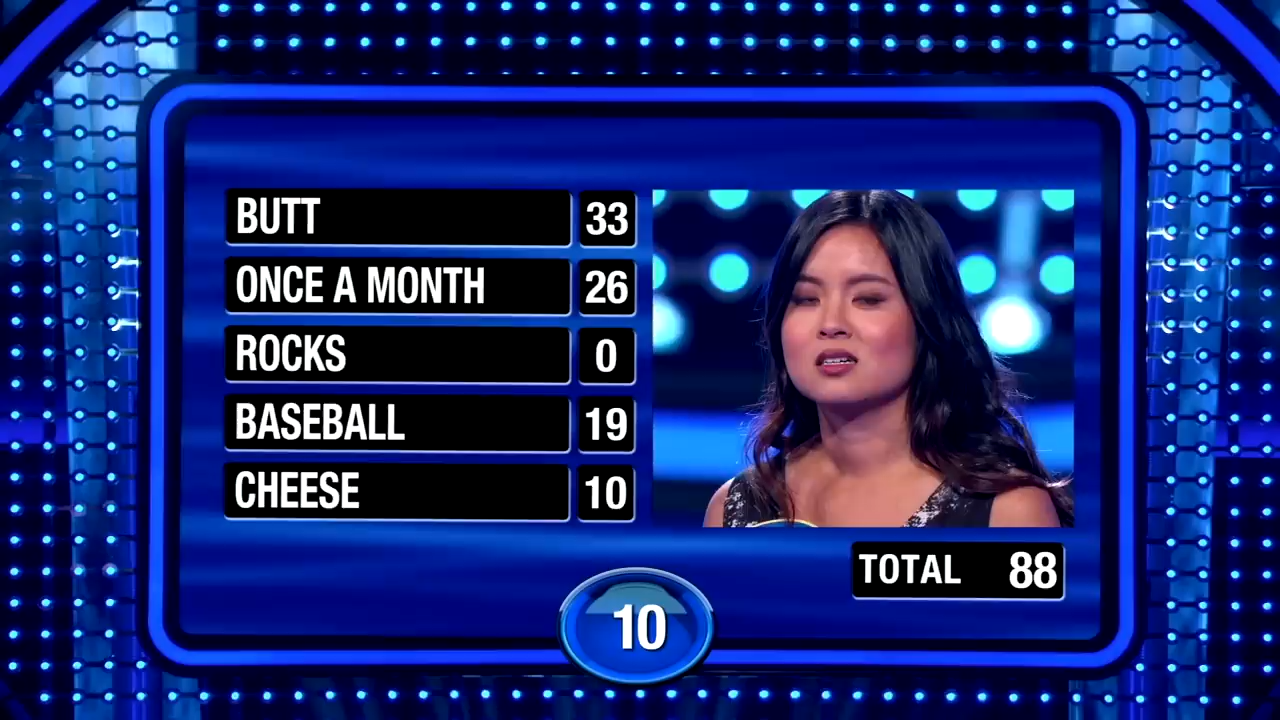 BUTT 33
ONCE A MONTH 26
ROCKS 0
BASEBALL 19
CHEESE 10
TOTAL 88
10